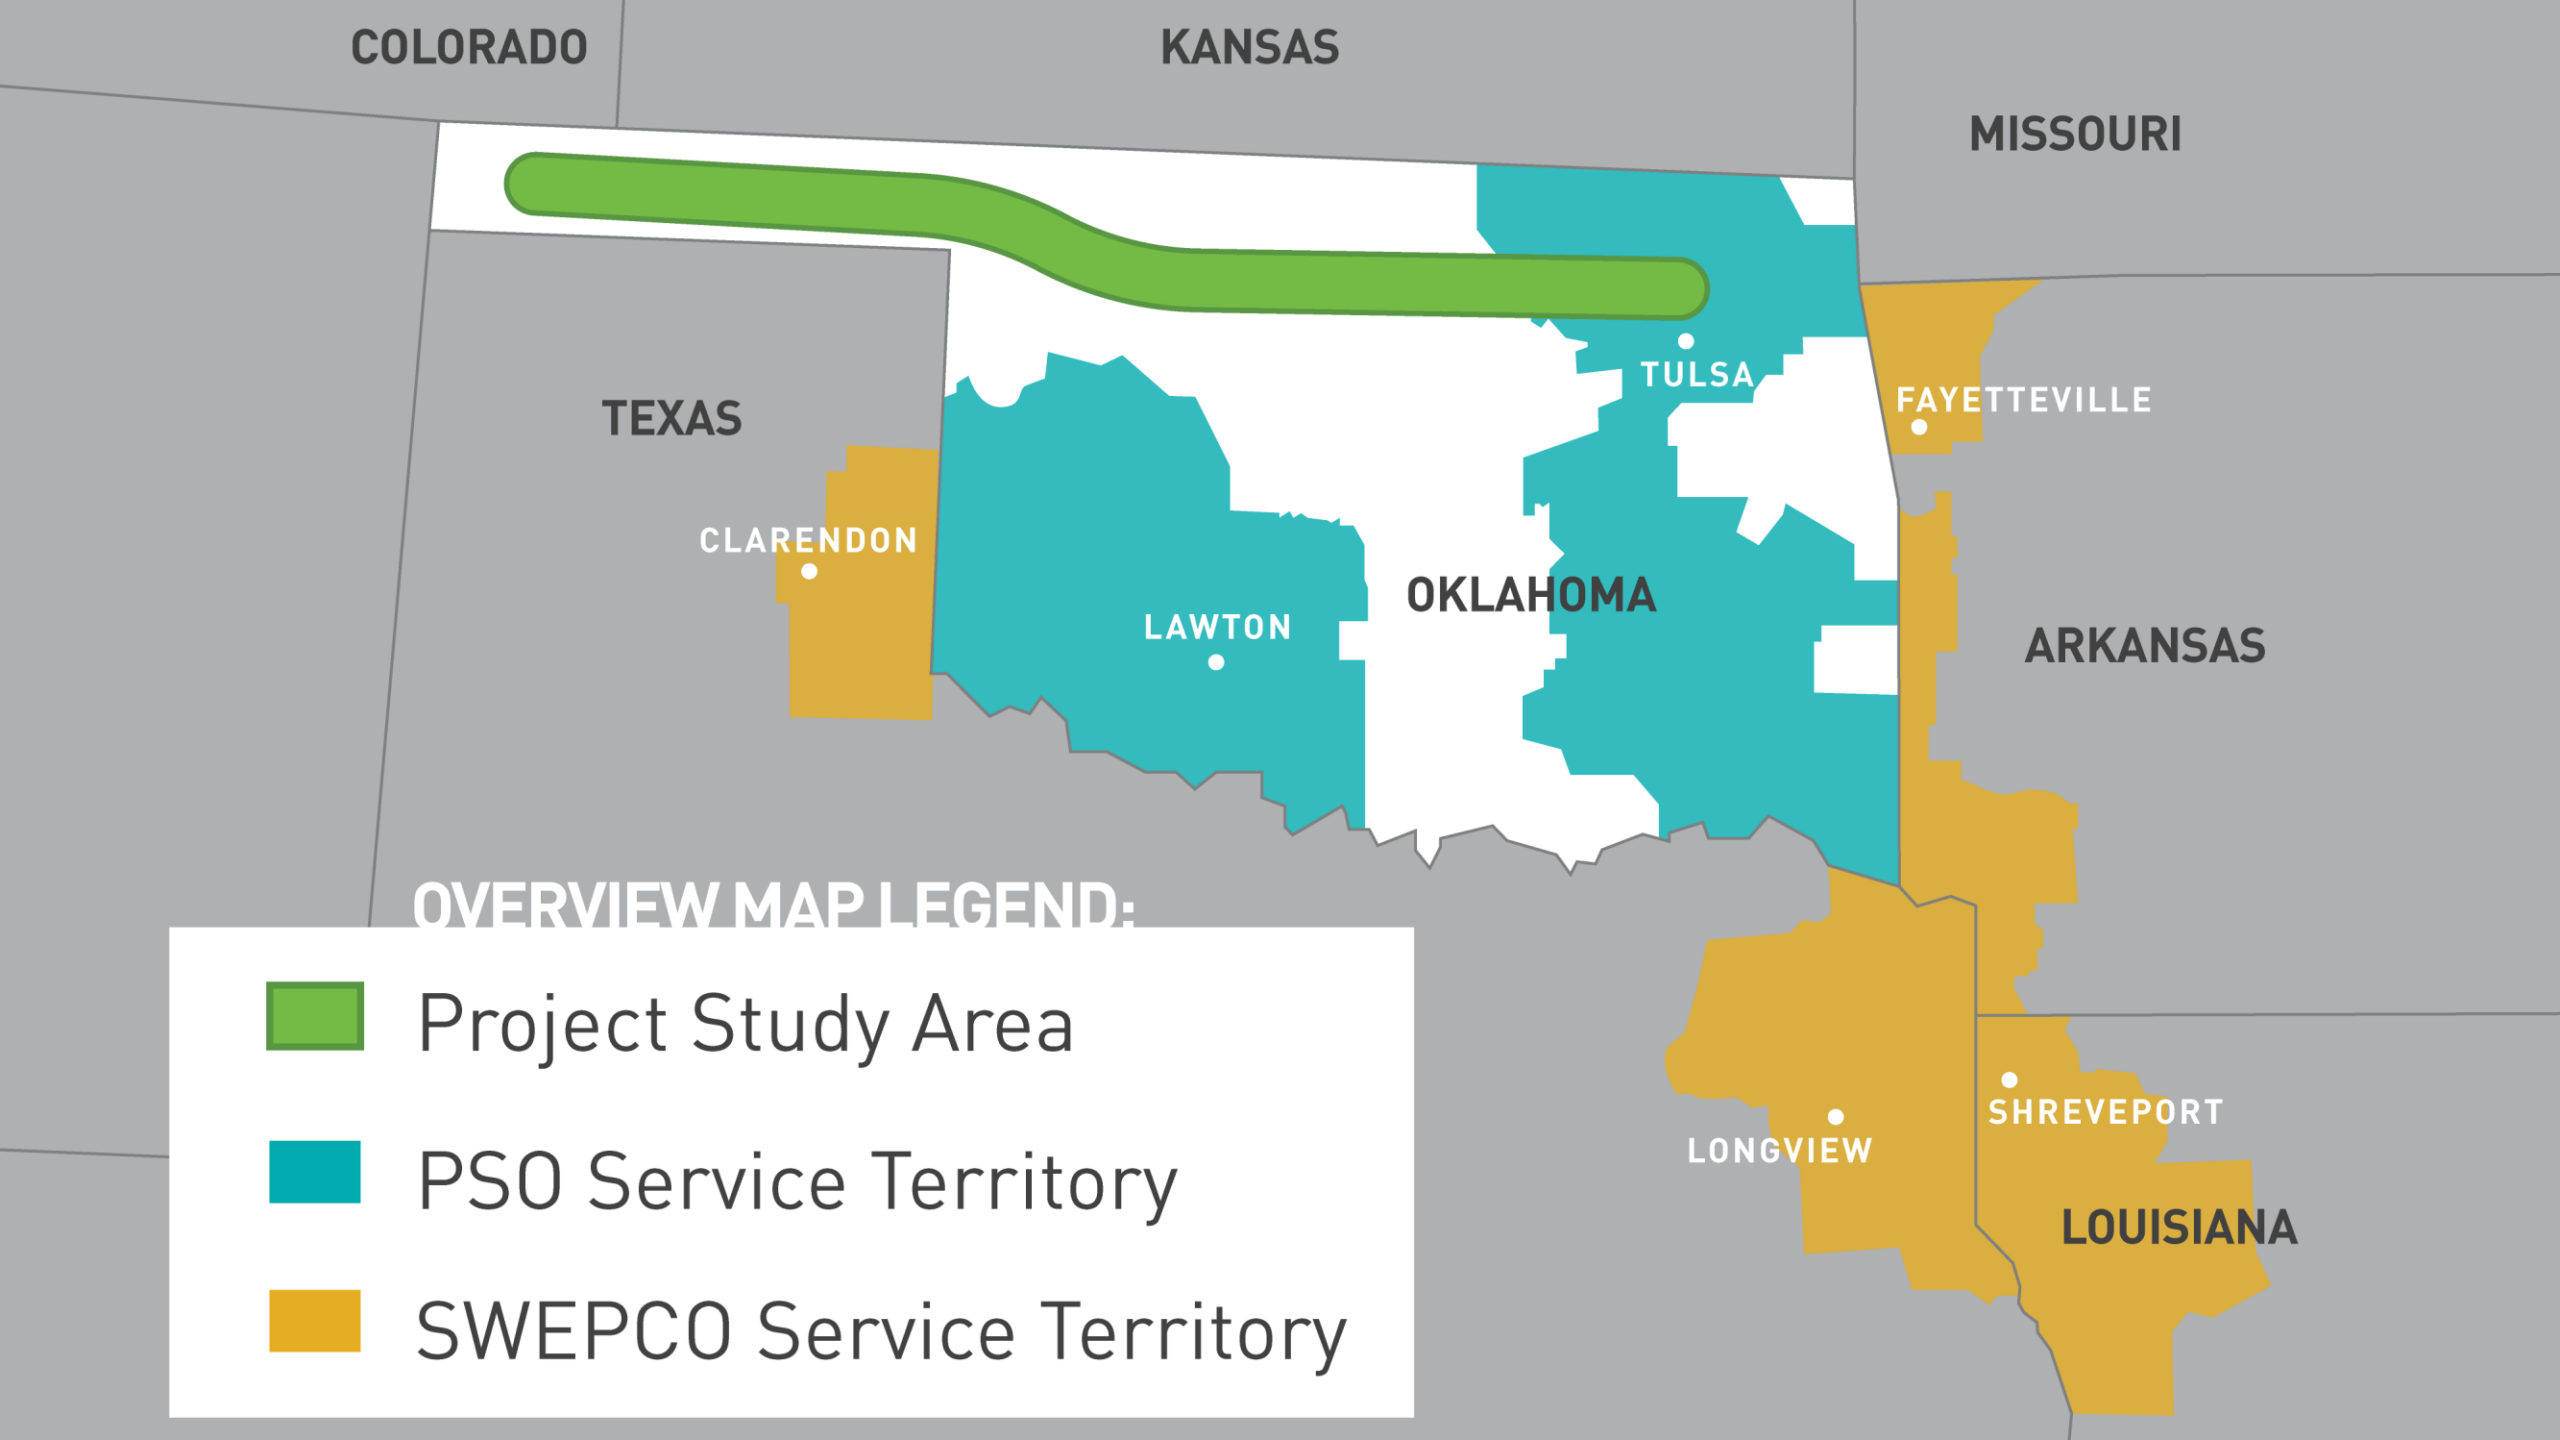 COLORADO
KANSAS
MISSOURI
TULSA
FAYETTEVILLE
TEXAS
CLARENDON
OKLAHOMA
LAWTON
ARKANSAS
OVERVIEW MAP LEGEND:
Project Study Area
PSO Service Territory
SWEPCO Service Territory
SHREVEPORT
LONGVIEW
LOUISIANA